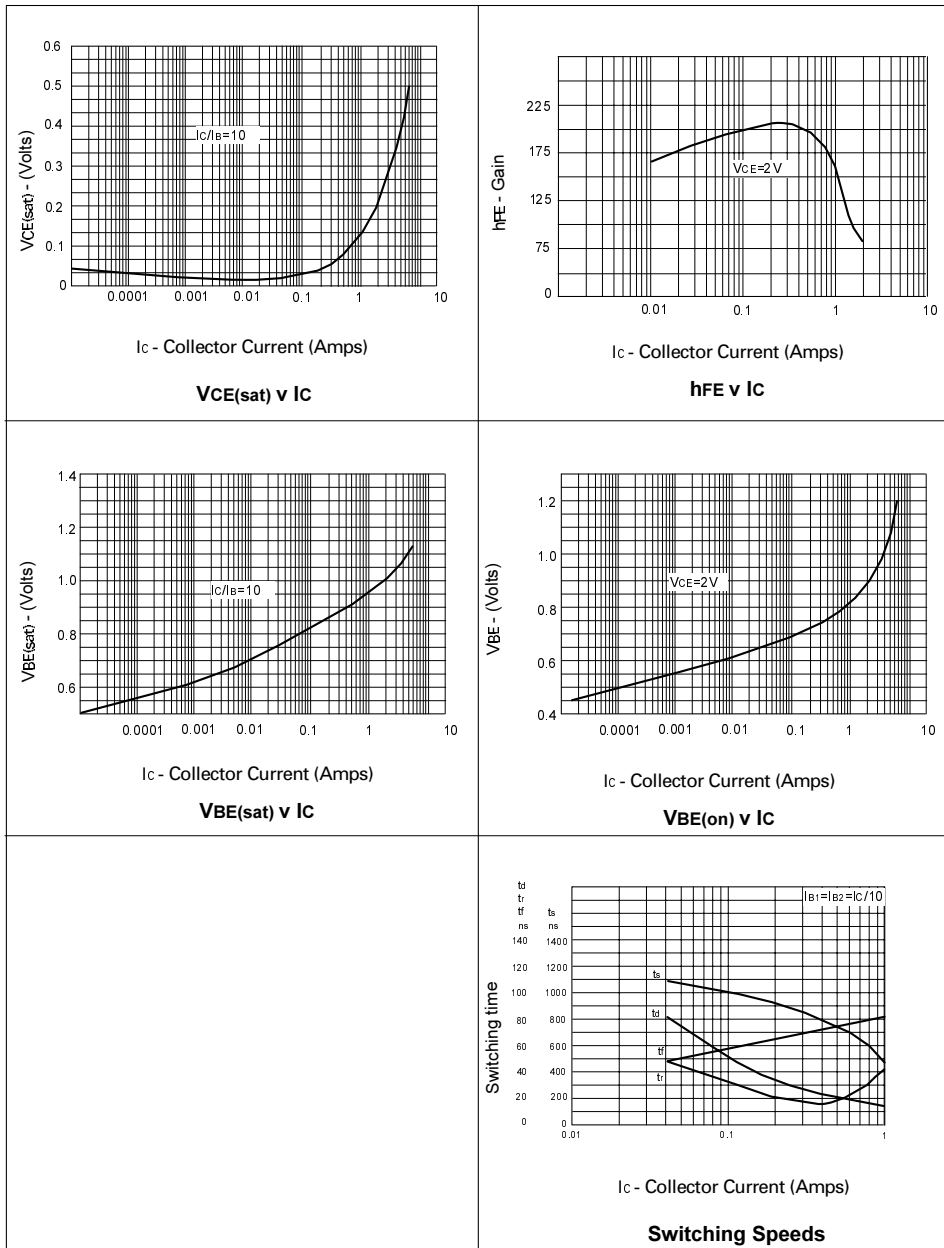 0.6
0.5
0.4
0.3
0.2
0.1
0
VCE(sat) - (Volts)
IC/IB=10
0.0001 0.001 0.01 0.1 1 10
IC - Collector Current (Amps)
VCE(sat) v IC
225
175
125
75
0
hFE - Gain
VCE=2V
0.01 0.1 1 10
IC - Collector Current (Amps)
hFE v IC
1.4
1.2
1.0
0.8
0.6
VBE(sat) - (Volts)
IC/IB=10
0.0001 0.001 0.01 0.1 1 10
IC - Collector Current (Amps)
VBE(sat) v IC
1.2
1.0
0.8
0.6
0.4
VBE - (Volts)
VCE=2V
0.0001 0.001 0.01 0.1 1 10
IC - Collector Current (Amps)
VBE(on) v IC
td
tr
tf ts
ns ns
140 1400
120 1200
100 1000
80 800
60 600
40 400
20 200
0 0
Switching time
IB1=IB2=IC/10
ts
td
tf
tr
0.01 0.1 1
IC - Collector Current (Amps)
Switching Speeds